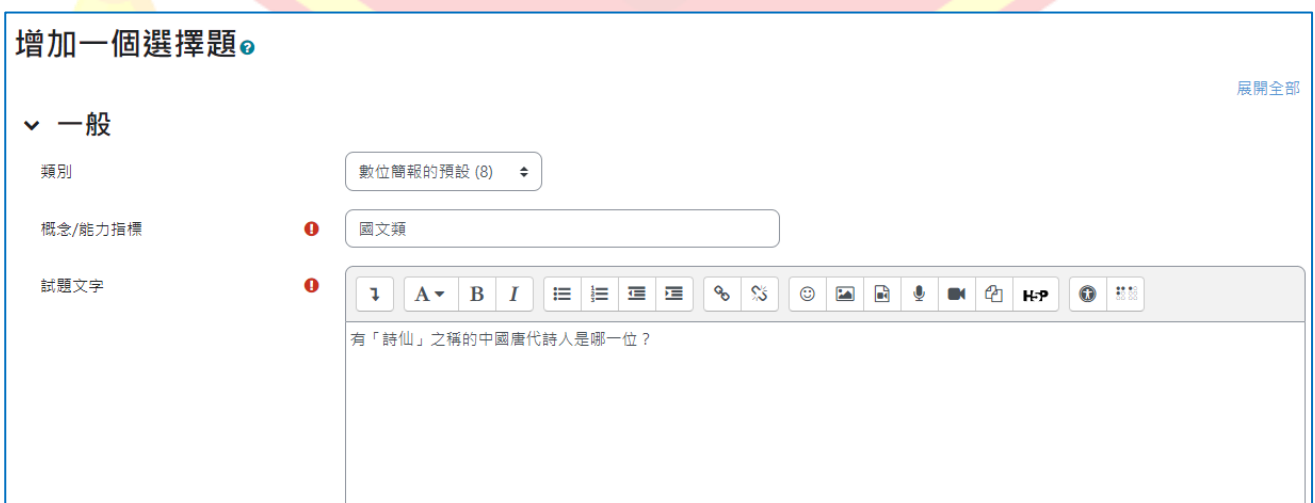 增加一個選擇題
展開全部
一般
類別
數位簡報的預設 (8)
概念/能力指標
國文類
試題文字
A B I H5P
有「詩仙」之稱的中國唐代詩人是哪一位？